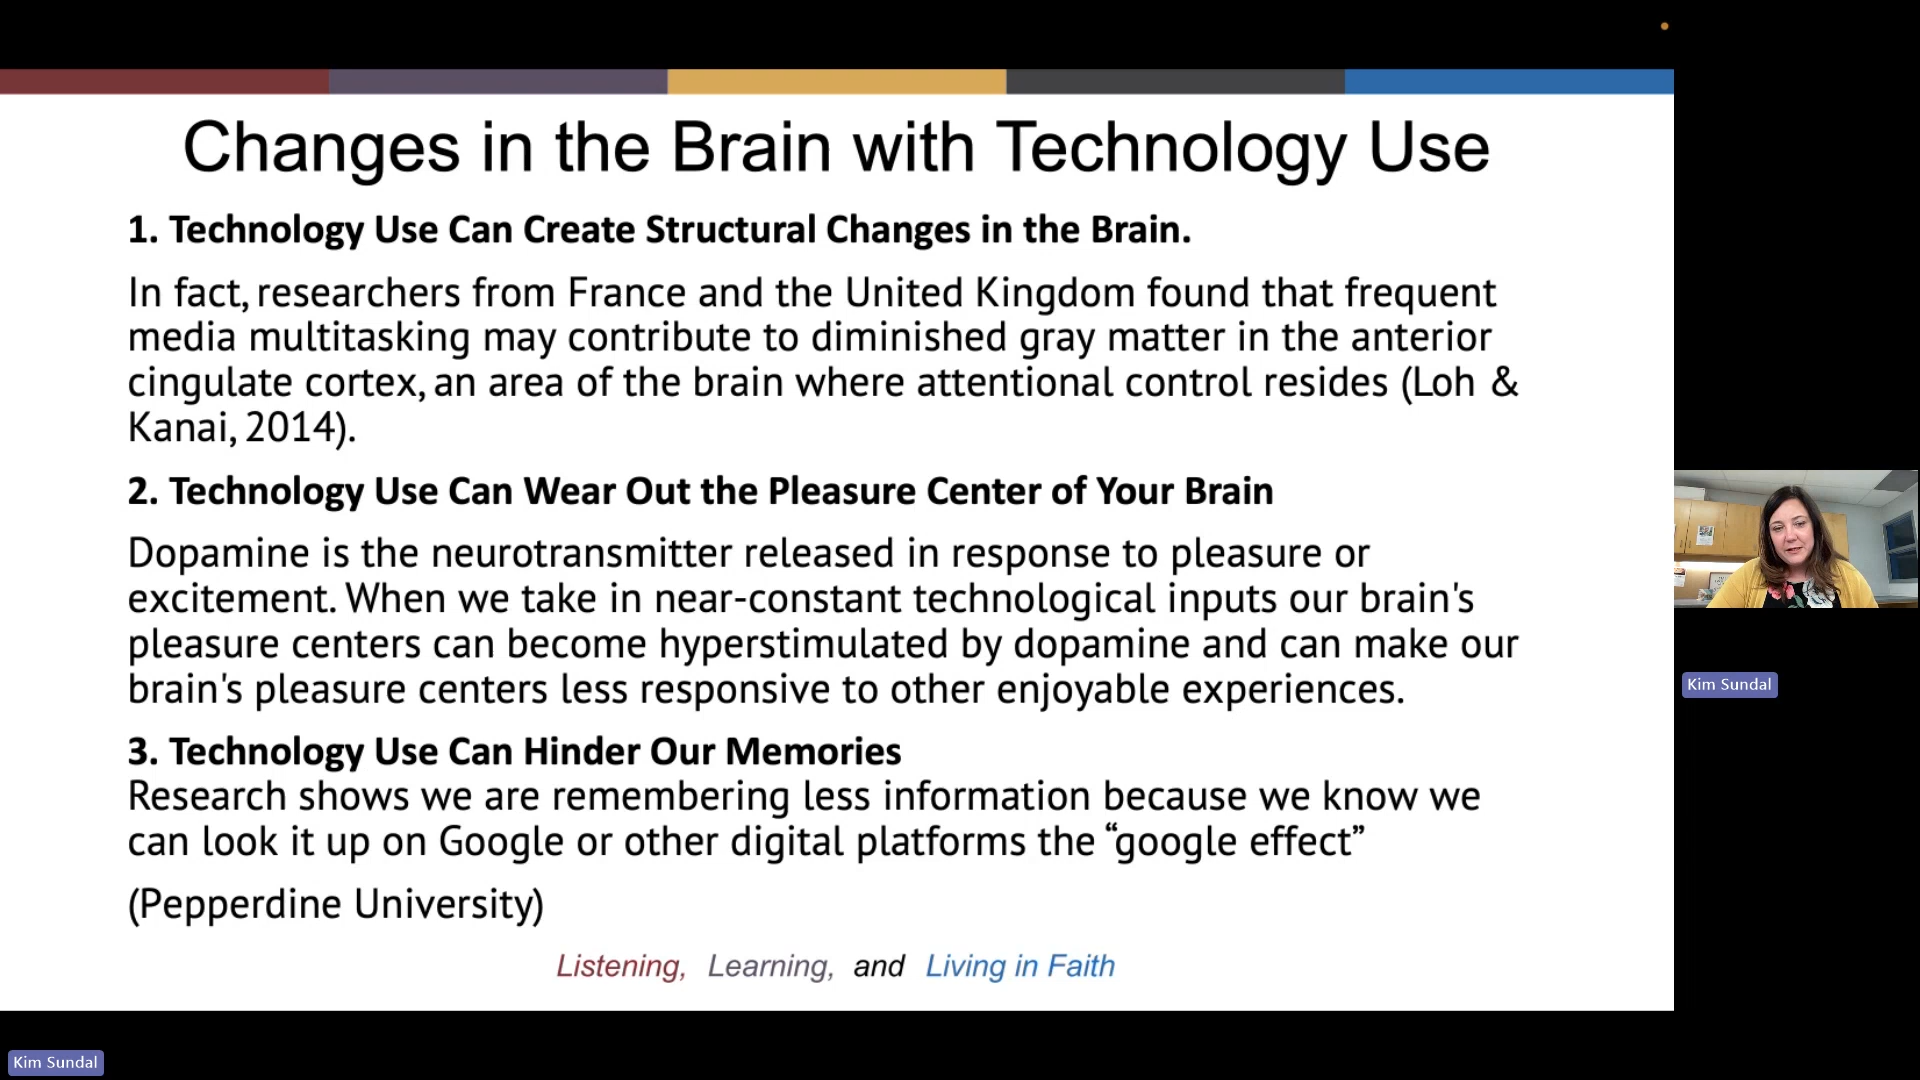 Changes in the Brain with Technology Use
1. Technology Use Can Create Structural Changes in the Brain.
In fact, researchers from France and the United Kingdom found that frequent
media multitasking may contribute to diminished gray matter in the anterior
cingulate cortex, an area of the brain where attentional control resides (Loh &
Kanai, 2014).
2. Technology Use Can Wear Out the Pleasure Center of Your Brain
Dopamine is the neurotransmitter released in response to pleasure or
excitement. When we take in near-constant technological inputs our brain's
pleasure centers can become hyperstimulated by dopamine and can make our
brain's pleasure centers less responsive to other enjoyable experiences.
3. Technology Use Can Hinder Our Memories
Research shows we are remembering less information because we know we
can look it up on Google or other digital platforms the “google effect”
(Pepperdine University)
Listening, Learning, and Living in Faith
Kim Sundal
Kim Sundal